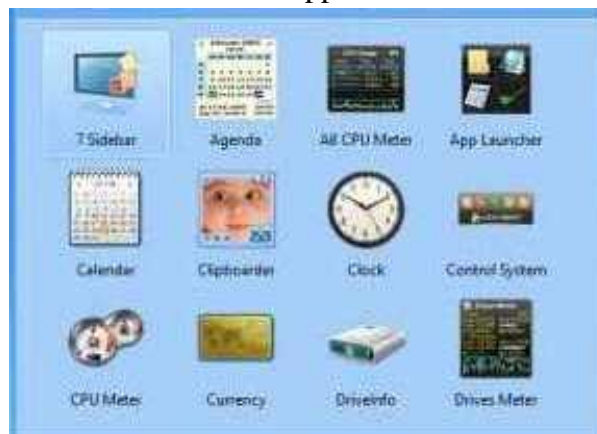 7 Sidebar Agenda All CPU Meter App Launcher
Calendar Clipboarder Clock Control System
CPU Meter Currency DriveInfo Drives Meter